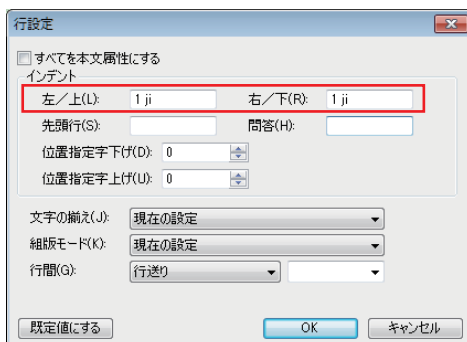 行設定
すべてを本文属性にする
インデント
左／上(L): 1 ji 右／下(R): 1 ji
先頭行(S): 問答(H):
位置指定字下げ(D): 0
位置指定字上げ(U): 0
文字の揃え(J): 現在の設定
組版モード(K): 現在の設定
行間(G): 行送り
既定値にする OK キャンセル